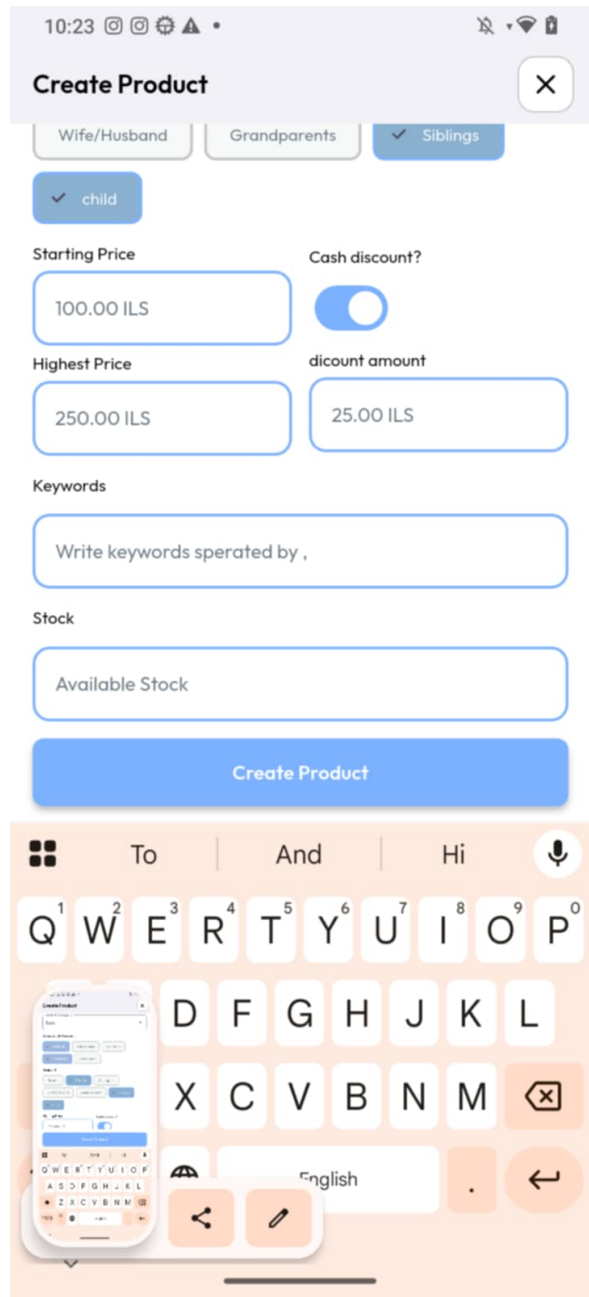 10:23
Create Product
Wife/Husband Grandparents Siblings
child
Starting Price Cash discount?
100.00 ILS
Highest Price dicount amount
250.00 ILS 25.00 ILS
Keywords
Write keywords sperated by ,
Stock
Available Stock
Create Product
To And Hi
1 2 3 4 5 6 7 8 9 0
Q W E R T Y U I O P
D F G H J K L
X C V B N M
English .
Create Product
Q W E R T Y U I O P
A S D F G H J K L
Z X C V B N M